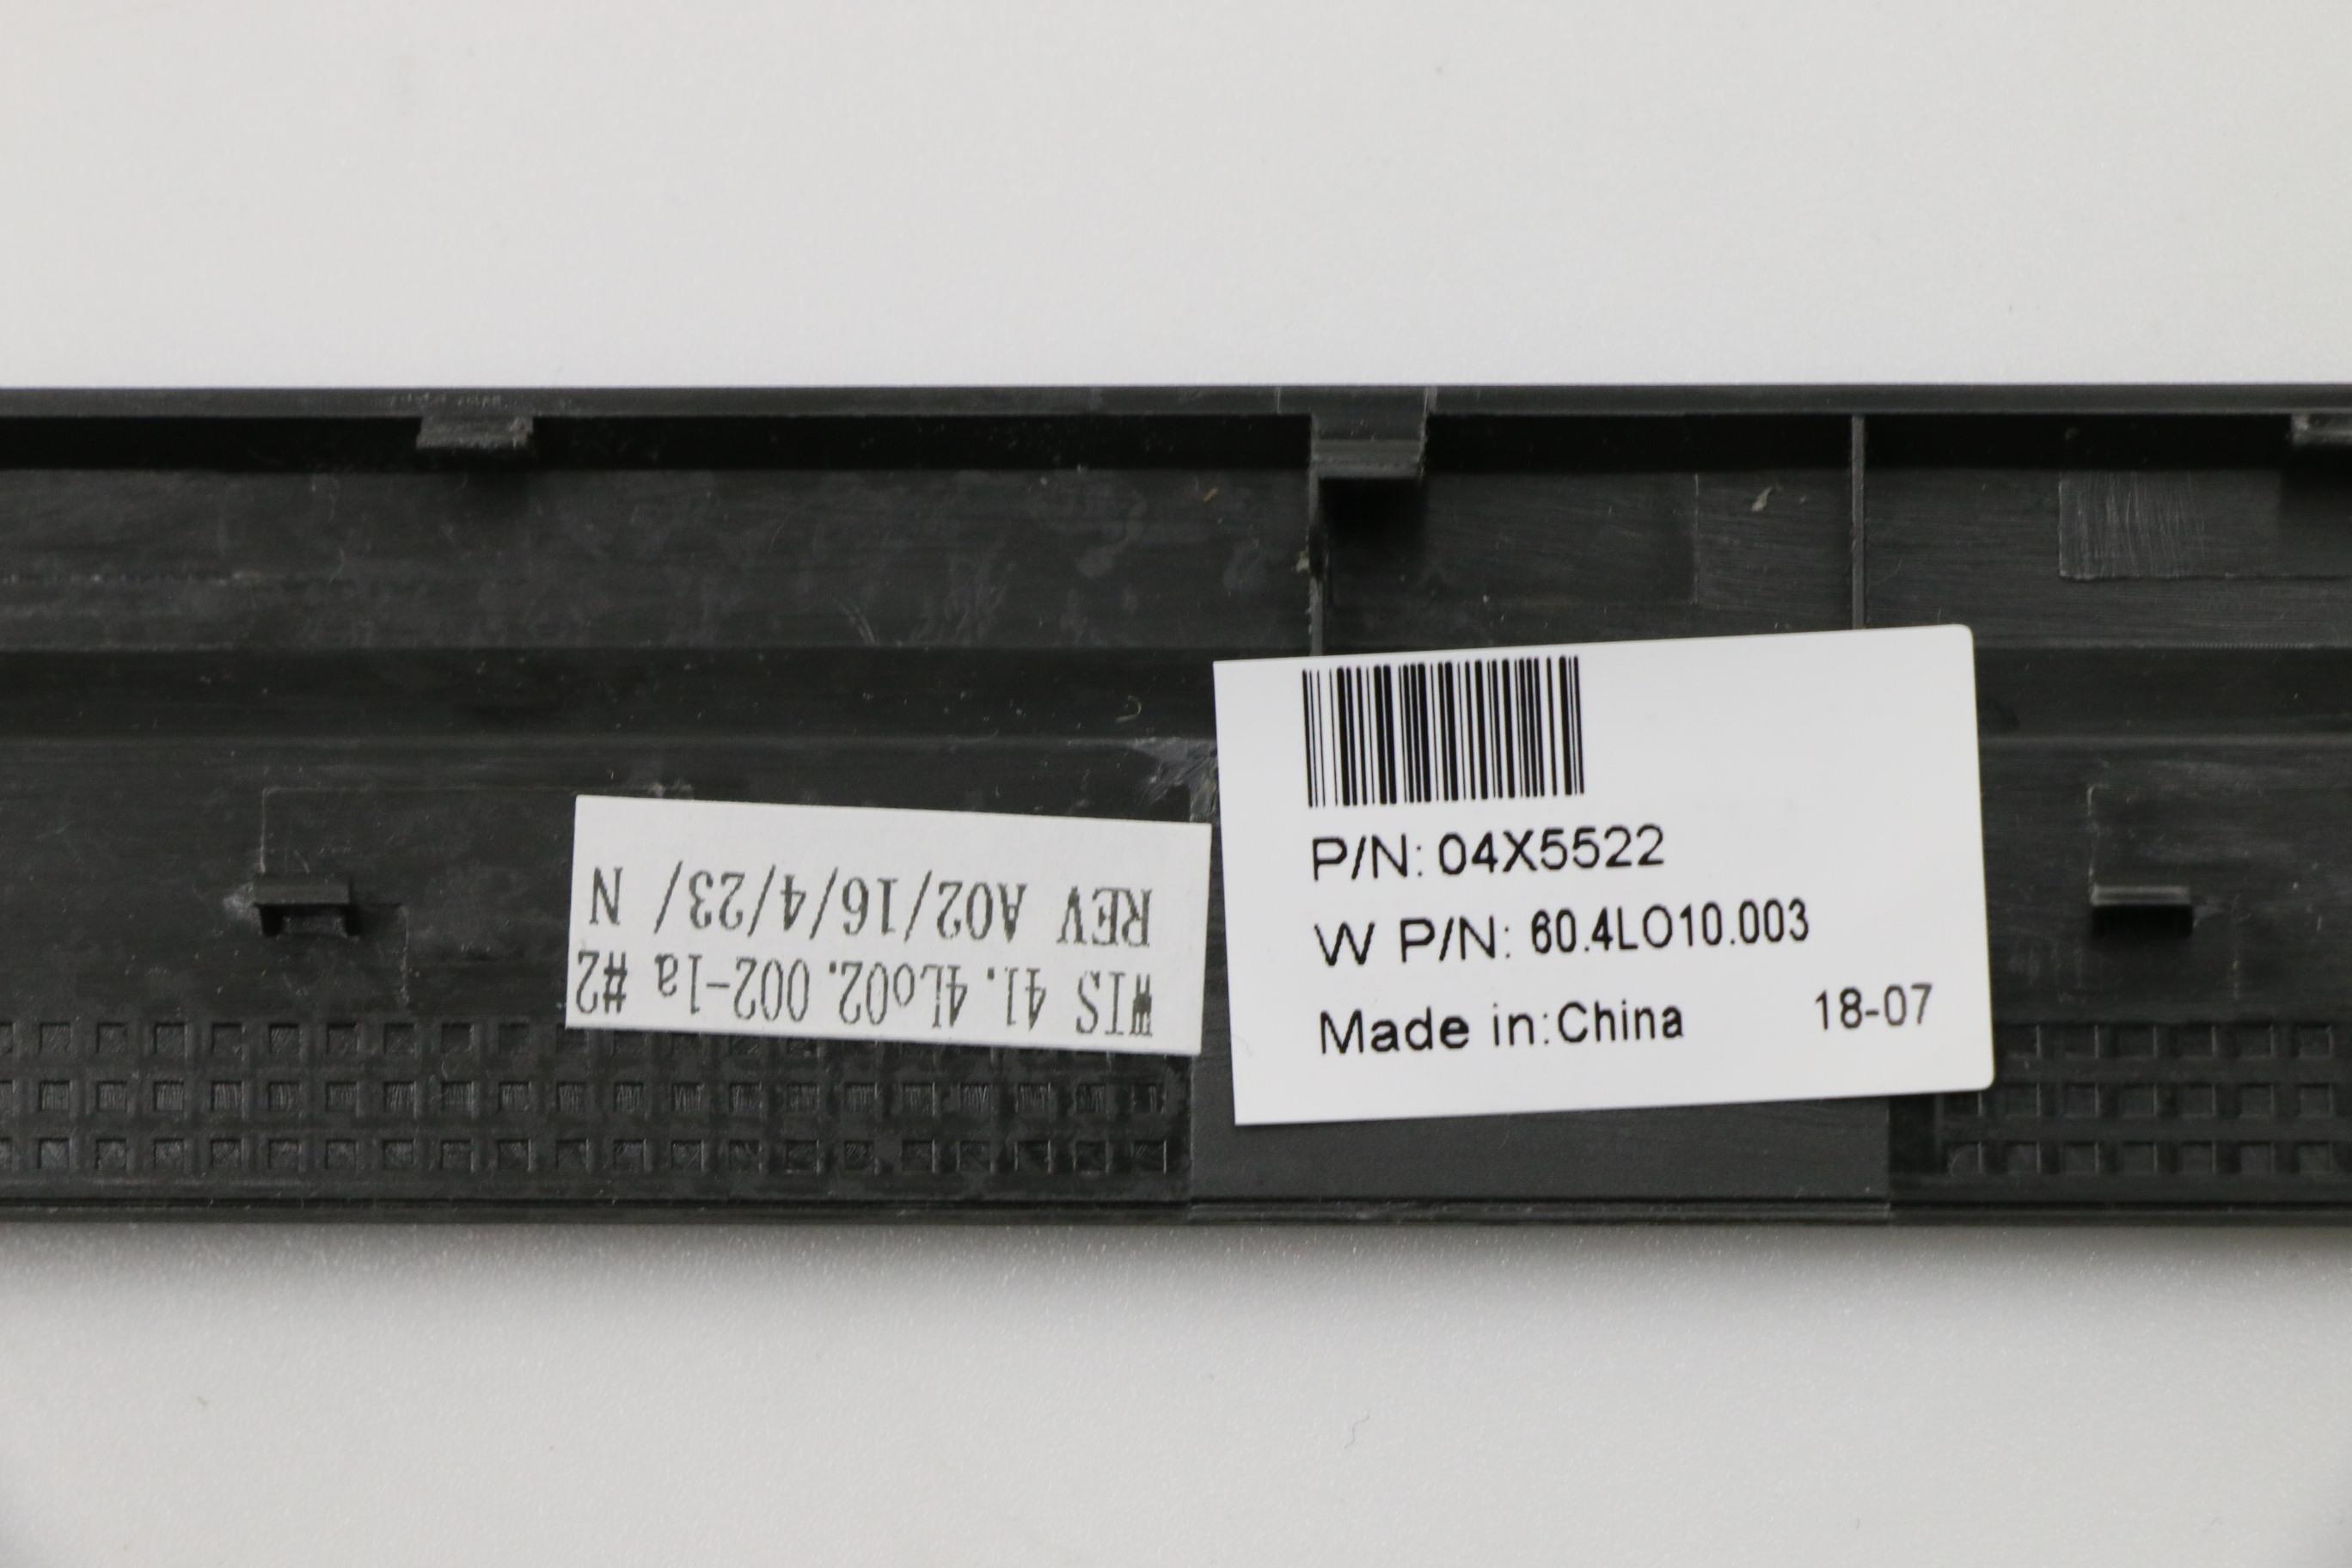 WIS 41.4Lo02.002-1a #2
REV A02/16/4/23/ N
P/N: 04X5522
W P/N: 60.4LO10.003
Made in:China 18-07